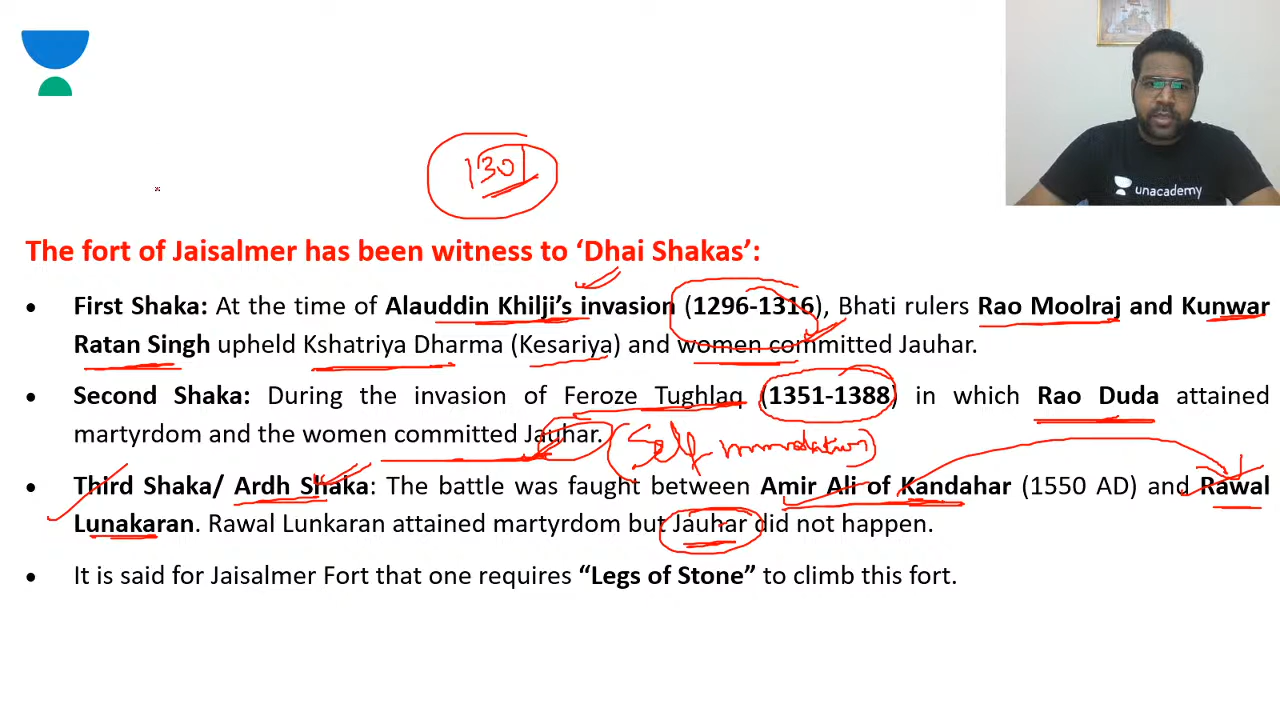 unacademy
1301
The fort of Jaisalmer has been witness to ‘Dhai Shakas’:
• First Shaka: At the time of Alauddin Khilji’s invasion (1296-1316), Bhati rulers Rao Moolraj and Kunwar
Ratan Singh upheld Kshatriya Dharma (Kesariya) and women committed Jauhar.
• Second Shaka: During the invasion of Feroze Tughlaq (1351-1388) in which Rao Duda attained
martyrdom and the women committed Jauhar.
(Self
• Third Shaka/ Ardh Shaka: The battle was faught between Amir Ali of Kandahar (1550 AD) and Rawal
Lunakaran. Rawal Lunkaran attained martyrdom but Jauhar did not happen.
• It is said for Jaisalmer Fort that one requires “Legs of Stone” to climb this fort.